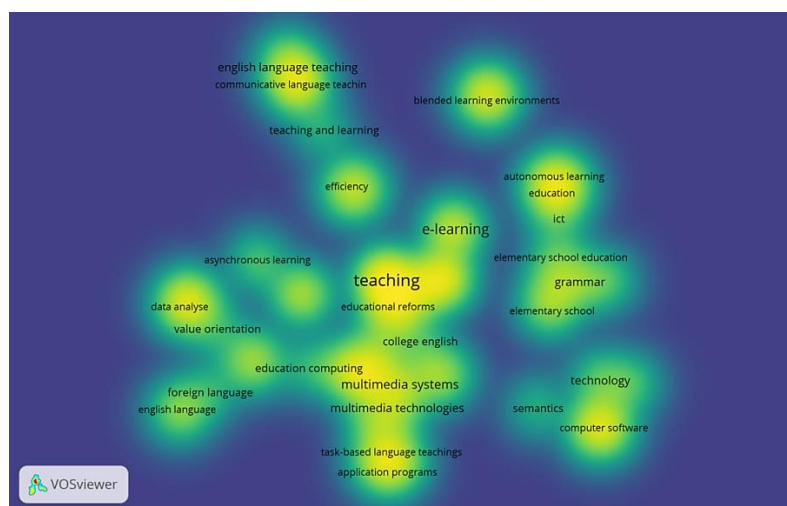 english language teaching
communicative language teachin
blended learning environments
teaching and learning
efficiency
autonomous learning
education
ict
e-learning
asynchronous learning
elementary school education
teaching
grammar
data analyse
educational reforms
elementary school
value orientation
college english
education computing
multimedia systems
technology
foreign language
english language
multimedia technologies
semantics
computer software
task-based language teachings
application programs
VOSviewer